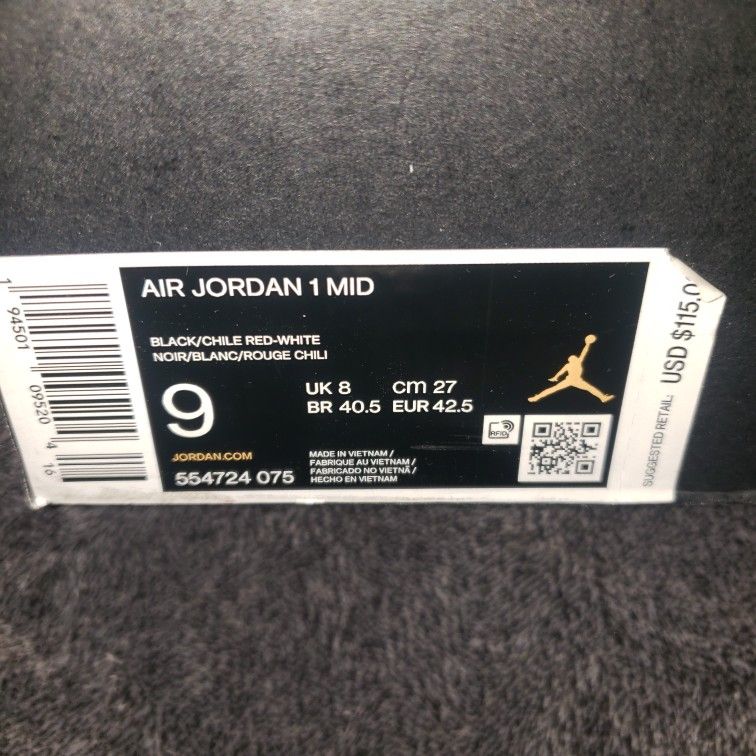 AIR JORDAN 1 MID
BLACK/CHILE RED-WHITE
NOIR/BLANC/ROUGE CHILI
9
UK 8 cm 27
BR 40.5 EUR 42.5
RFID
JORDAN.COM
554724 075
MADE IN VIETNAM /
FABRIQUE AU VIETNAM /
FABRICADO NO VIETNÃ /
HECHO EN VIETNAM
1 94501 09520 4 16
SUGGESTED RETAIL: USD $115.0